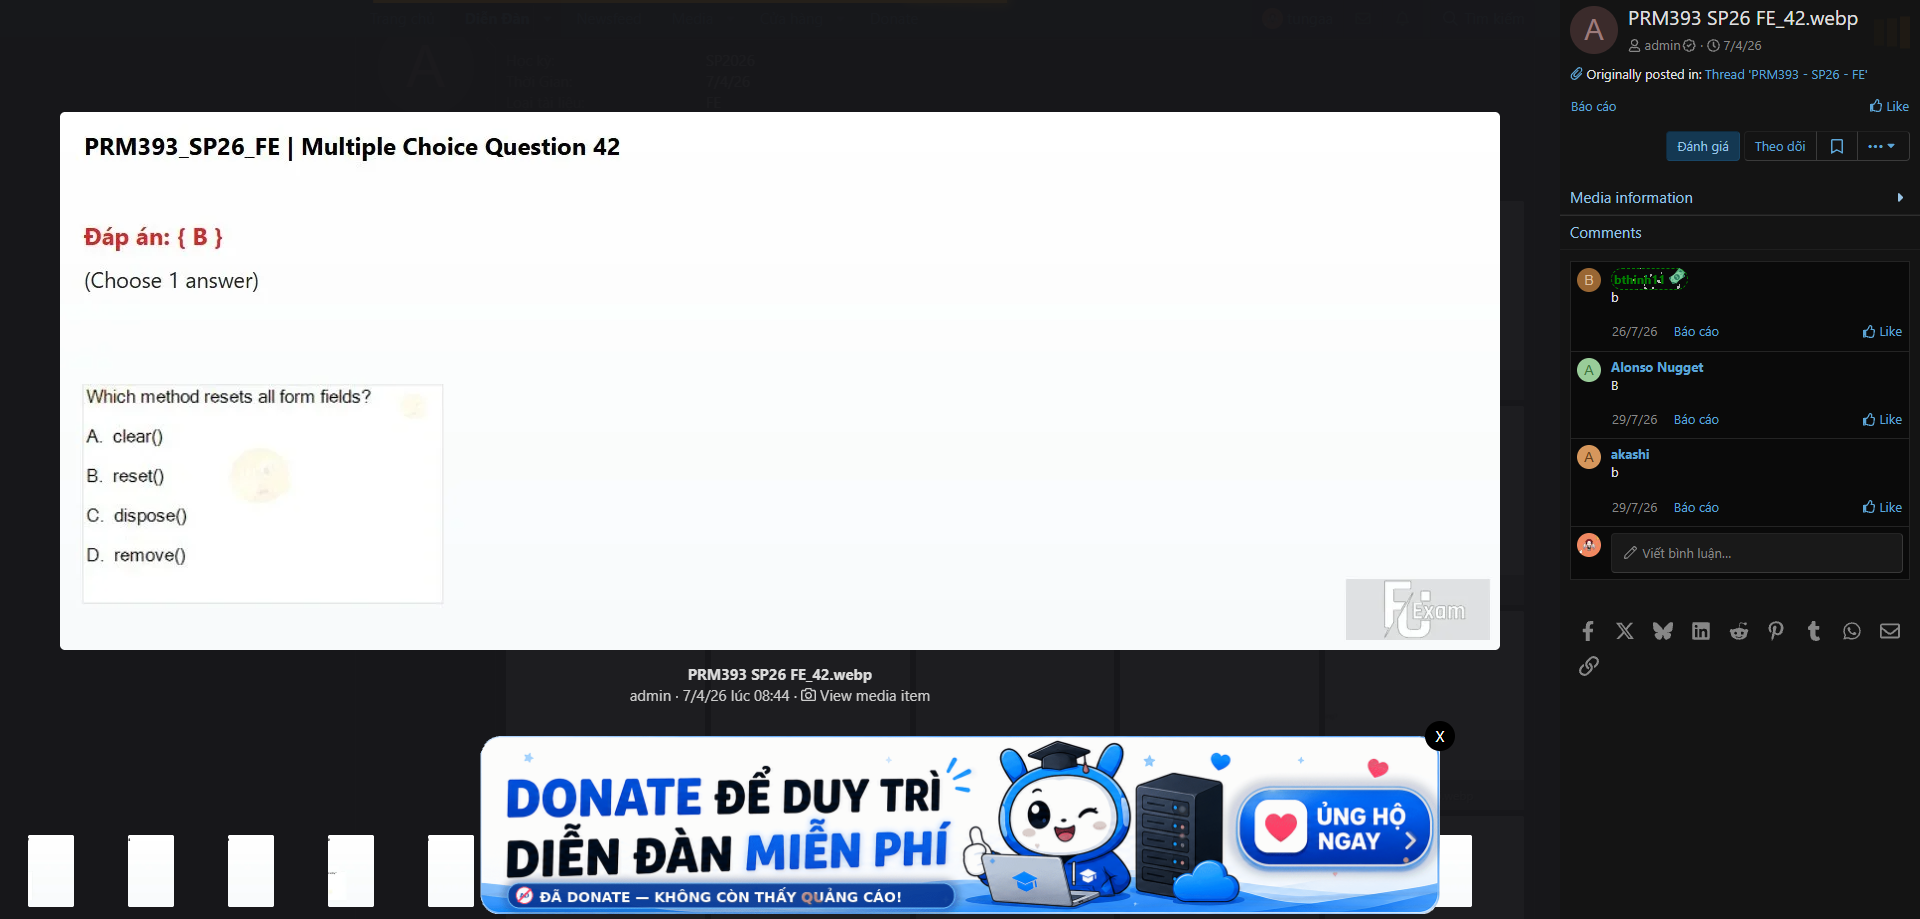 PRM393_SP26_FE | Multiple Choice Question 42
Đáp án: { B }
(Choose 1 answer)
Which method resets all form fields?
A. clear()
B. reset()
C. dispose()
D. remove()
FU Exam
PRM393 SP26 FE_42.webp
admin · 7/4/26 lúc 08:44 · View media item
X
DONATE ĐỂ DUY TRÌ
DIỄN ĐÀN MIỄN PHÍ
ĐÃ DONATE — KHÔNG CÒN THẤY QUẢNG CÁO!
ỦNG HỘ
NGAY
A
PRM393 SP26 FE_42.webp
admin · 7/4/26
Originally posted in: Thread 'PRM393 - SP26 - FE'
Báo cáo
Like
Đánh giá
Theo dõi
Media information
Comments
B
bthinh11
b
26/7/26 Báo cáo Like
A
Alonso Nugget
B
29/7/26 Báo cáo Like
A
akashi
b
29/7/26 Báo cáo Like
Viết bình luận...